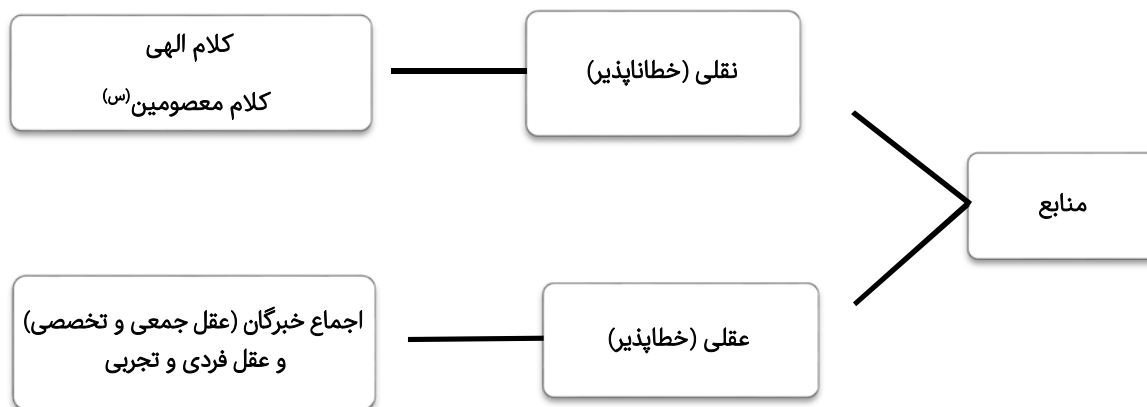 منابع
نقلی (خطاناپذیر)
کلام الهی
کلام معصومین(س)
عقلی (خطاپذیر)
اجماع خبرگان (عقل جمعی و تخصصی)
و عقل فردی و تجربی